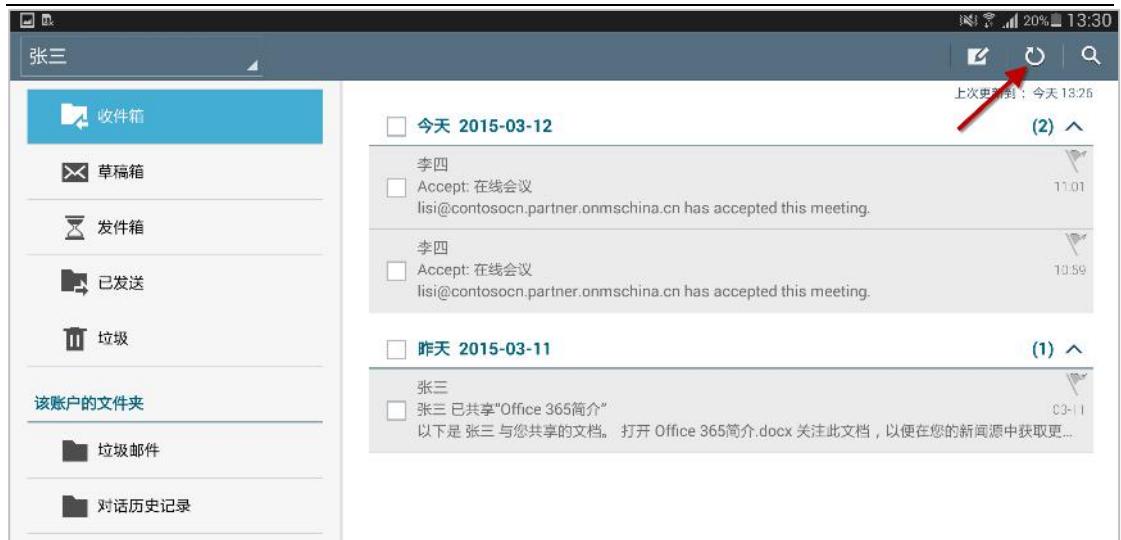 20% 13:30
张三
上次更新到：今天 13:26
收件箱
草稿箱
发件箱
已发送
垃圾
该账户的文件夹
垃圾邮件
对话历史记录
今天 2015-03-12 (2)
李四
Accept: 在线会议 11:01
lisi@contosocn.partner.onmschina.cn has accepted this meeting.
李四
Accept: 在线会议 10:59
lisi@contosocn.partner.onmschina.cn has accepted this meeting.
昨天 2015-03-11 (1)
张三
张三 已共享"Office 365简介" 03-11
以下是 张三 与您共享的文档。 打开 Office 365简介.docx 关注此文档，以便在您的新闻源中获取更...